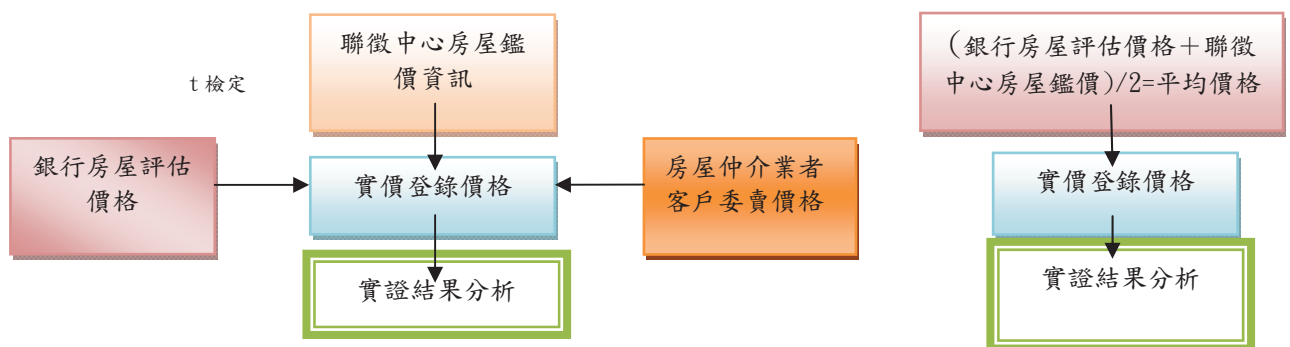 聯徵中心房屋鑑
價資訊
t 檢定
銀行房屋評估
價格
實價登錄價格
房屋仲介業者
客戶委賣價格
實證結果分析
（銀行房屋評估價格＋聯徵
中心房屋鑑價)/2=平均價格
實價登錄價格
實證結果分析